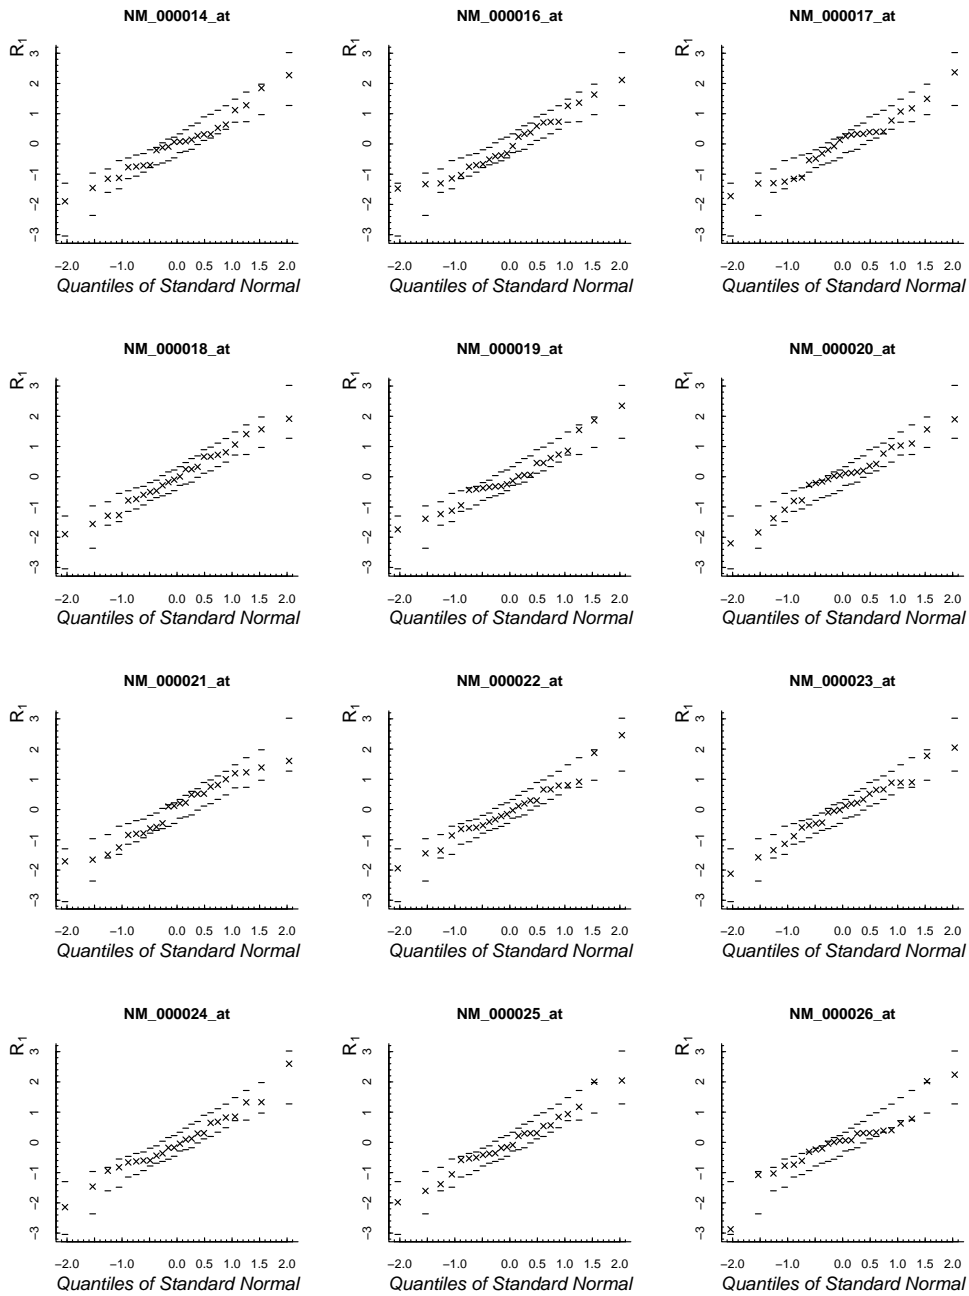 NM_000014_at NM_000016_at NM_000017_at
R1 R1 R1
3 3 3
2 2 2
1 1 1
0 0 0
−1 −1 −1
−2 −2 −2
−3 −3 −3
−2.0 −1.0 0.0 0.5 1.0 1.5 2.0 −2.0 −1.0 0.0 0.5 1.0 1.5 2.0 −2.0 −1.0 0.0 0.5 1.0 1.5 2.0
Quantiles of Standard Normal Quantiles of Standard Normal Quantiles of Standard Normal
NM_000018_at NM_000019_at NM_000020_at
R1 R1 R1
3 3 3
2 2 2
1 1 1
0 0 0
−1 −1 −1
−2 −2 −2
−3 −3 −3
−2.0 −1.0 0.0 0.5 1.0 1.5 2.0 −2.0 −1.0 0.0 0.5 1.0 1.5 2.0 −2.0 −1.0 0.0 0.5 1.0 1.5 2.0
Quantiles of Standard Normal Quantiles of Standard Normal Quantiles of Standard Normal
NM_000021_at NM_000022_at NM_000023_at
R1 R1 R1
3 3 3
2 2 2
1 1 1
0 0 0
−1 −1 −1
−2 −2 −2
−3 −3 −3
−2.0 −1.0 0.0 0.5 1.0 1.5 2.0 −2.0 −1.0 0.0 0.5 1.0 1.5 2.0 −2.0 −1.0 0.0 0.5 1.0 1.5 2.0
Quantiles of Standard Normal Quantiles of Standard Normal Quantiles of Standard Normal
NM_000024_at NM_000025_at NM_000026_at
R1 R1 R1
3 3 3
2 2 2
1 1 1
0 0 0
−1 −1 −1
−2 −2 −2
−3 −3 −3
−2.0 −1.0 0.0 0.5 1.0 1.5 2.0 −2.0 −1.0 0.0 0.5 1.0 1.5 2.0 −2.0 −1.0 0.0 0.5 1.0 1.5 2.0
Quantiles of Standard Normal Quantiles of Standard Normal Quantiles of Standard Normal